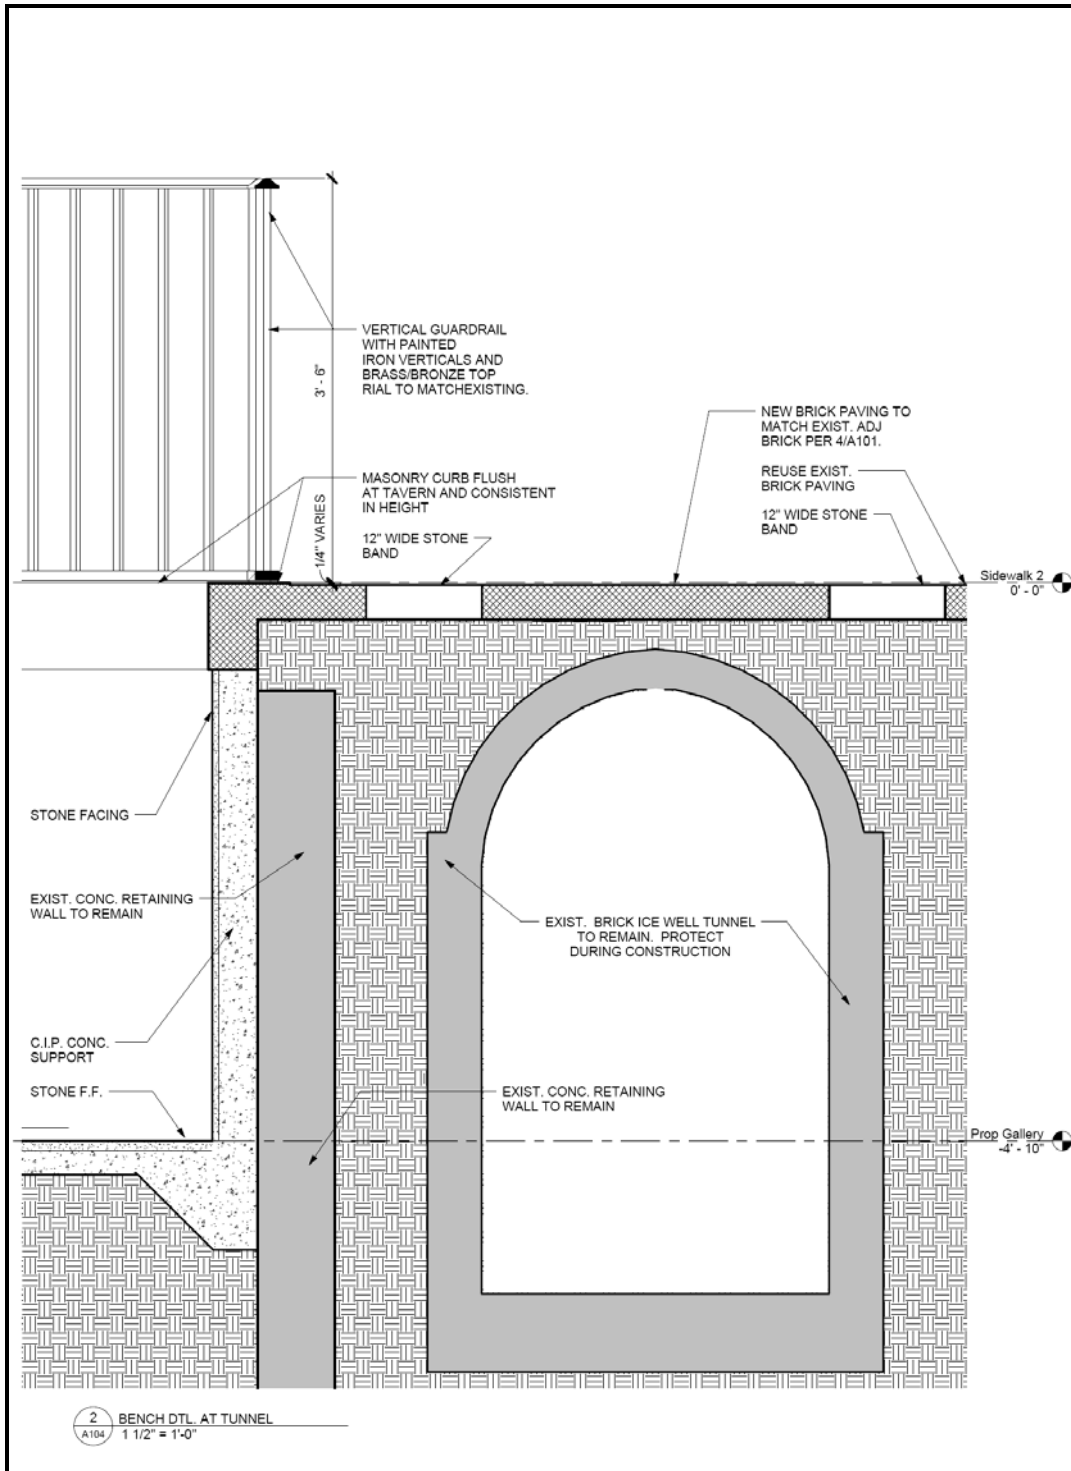 VERTICAL GUARDRAIL
WITH PAINTED
IRON VERTICALS AND
BRASS/BRONZE TOP
RIAL TO MATCHEXISTING.
3' - 6"
NEW BRICK PAVING TO
MATCH EXIST. ADJ
BRICK PER 4/A101.
MASONRY CURB FLUSH
AT TAVERN AND CONSISTENT
IN HEIGHT
REUSE EXIST.
BRICK PAVING
1/4" VARIES
12" WIDE STONE
BAND
12" WIDE STONE
BAND
Sidewalk 2
0' - 0"
STONE FACING
EXIST. CONC. RETAINING
WALL TO REMAIN
EXIST. BRICK ICE WELL TUNNEL
TO REMAIN. PROTECT
DURING CONSTRUCTION
C.I.P. CONC.
SUPPORT
STONE F.F.
EXIST. CONC. RETAINING
WALL TO REMAIN
Prop Gallery
-4' - 10"
2
A104
BENCH DTL. AT TUNNEL
1 1/2" = 1'-0"